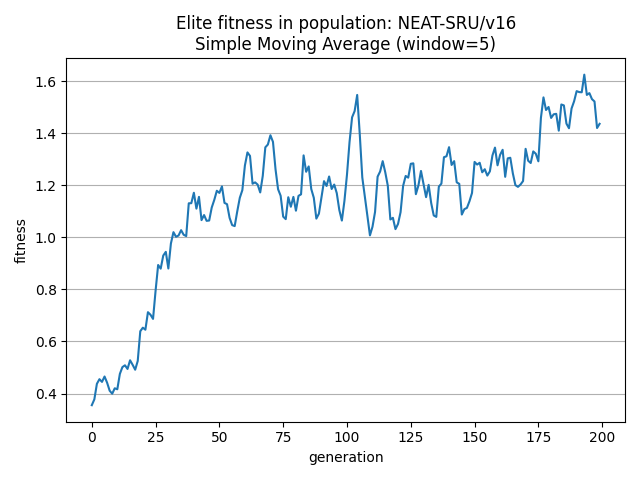 Elite fitness in population: NEAT-SRU/v16
Simple Moving Average (window=5)
fitness
1.6
1.4
1.2
1.0
0.8
0.6
0.4
0 25 50 75 100 125 150 175 200
generation